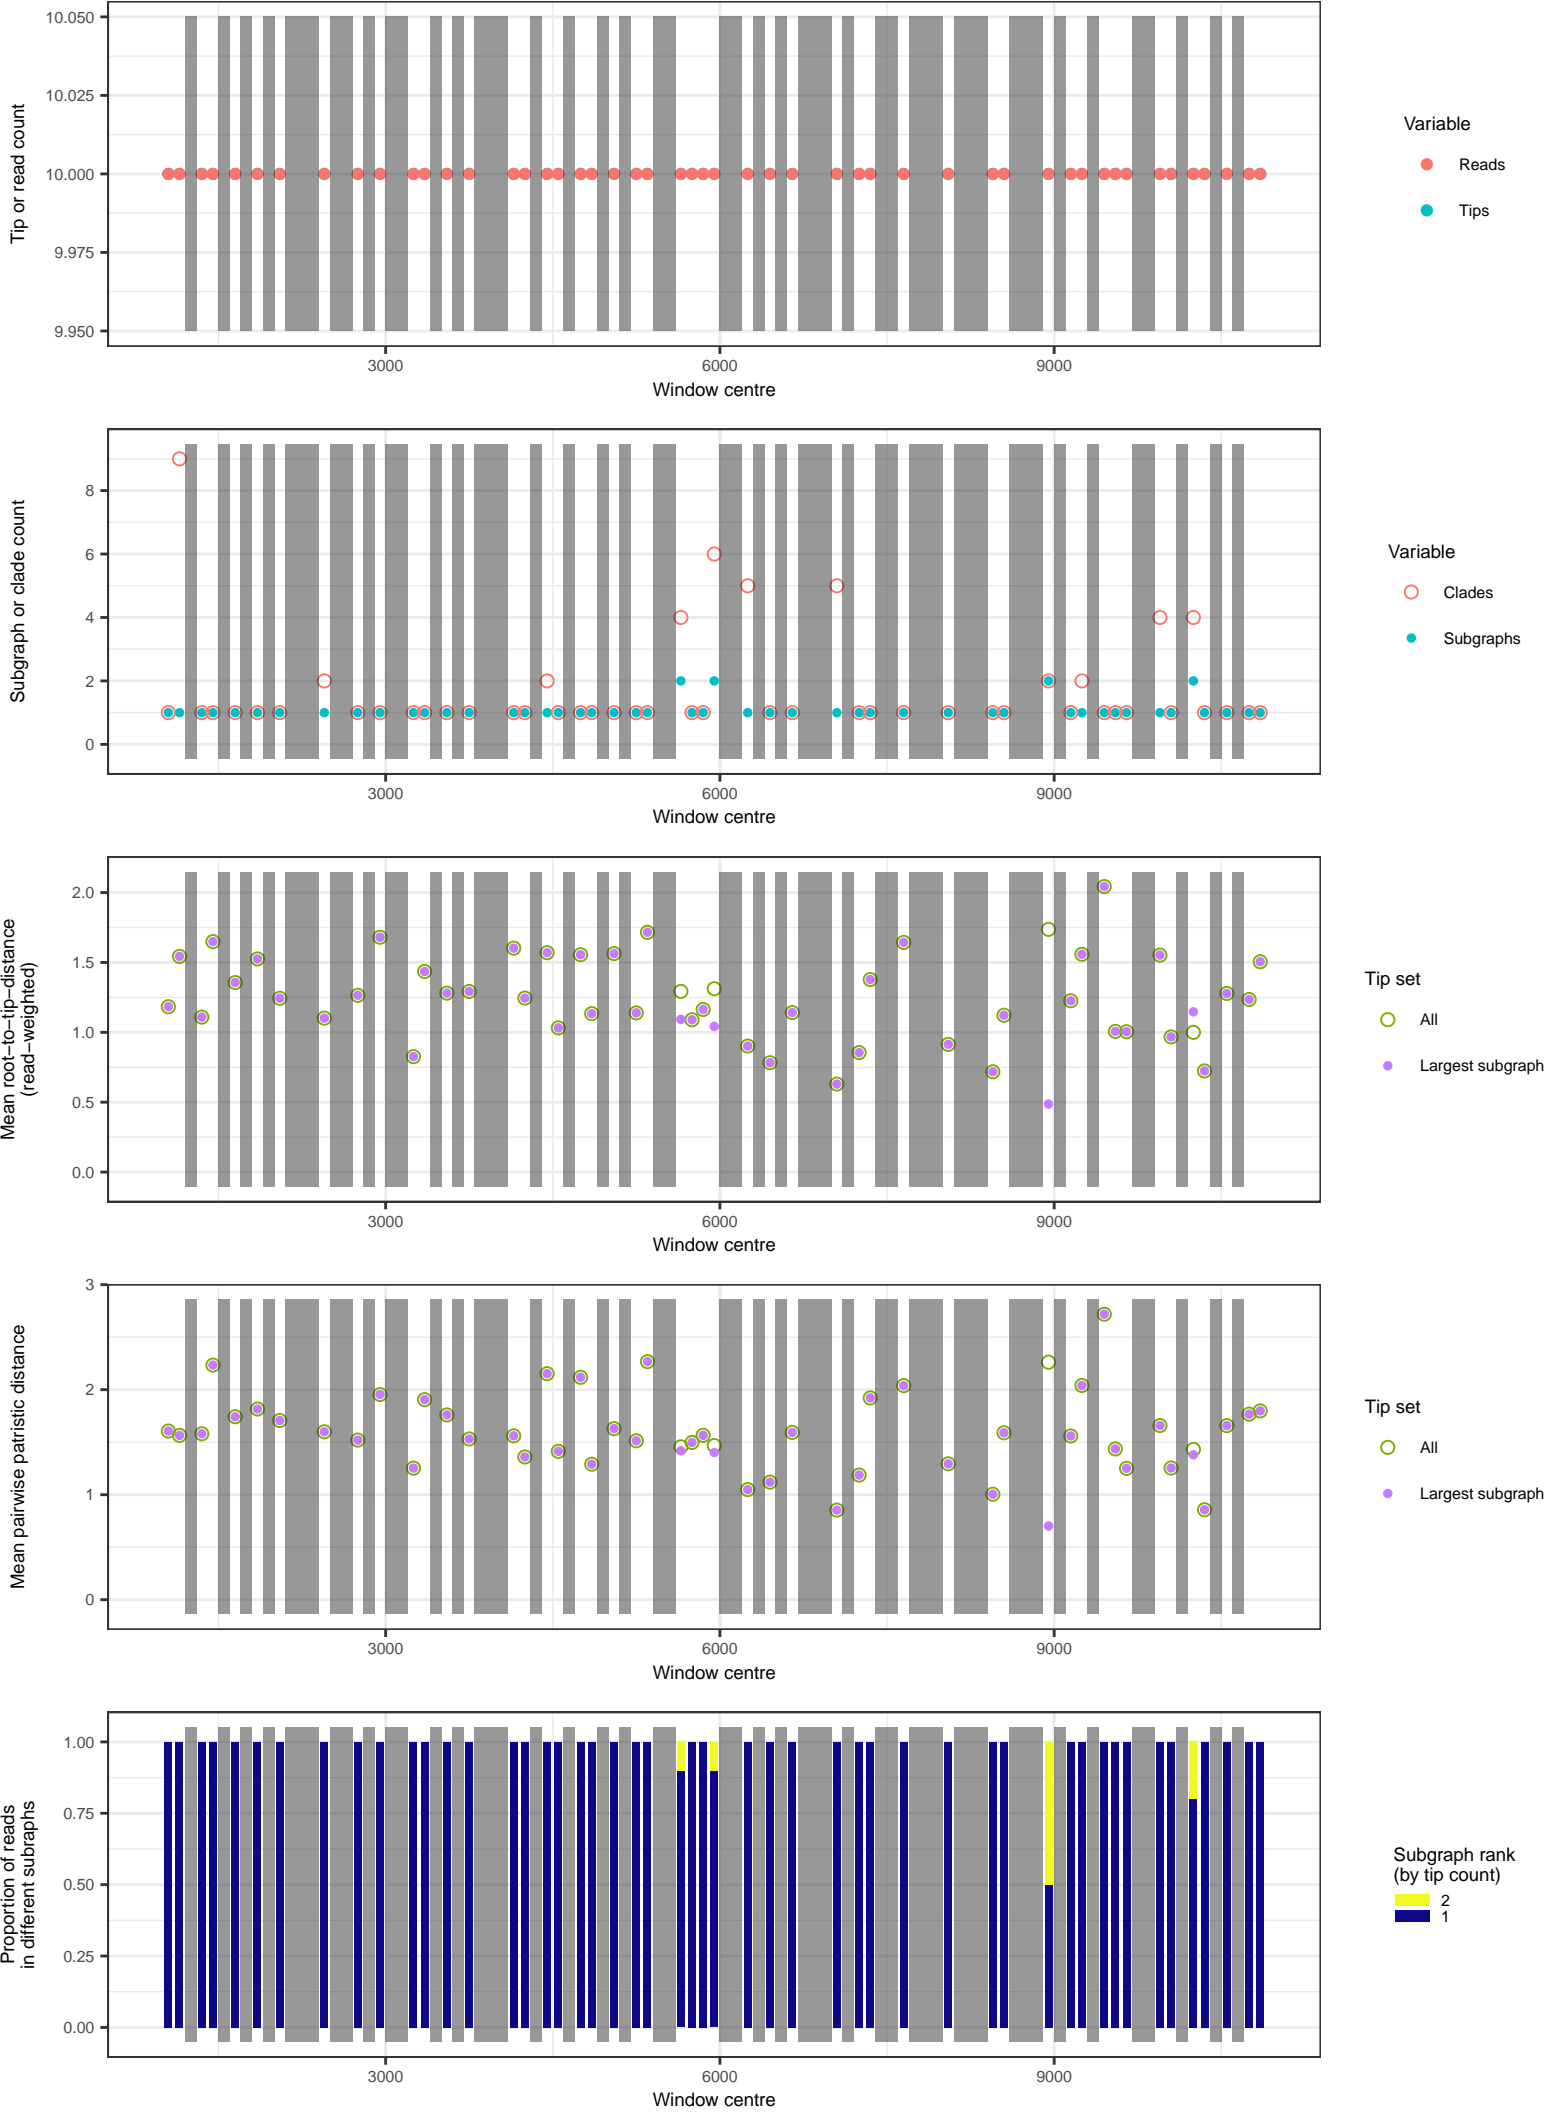 10.050
10.025
10.000
9.975
9.950
Tip or read count
3000
6000
9000
Window centre
Variable
Reads
Tips
8
6
4
2
0
Subgraph or clade count
3000
6000
9000
Window centre
Variable
Clades
Subgraphs
2.0
1.5
1.0
0.5
0.0
Mean root−to−tip−distance
(read−weighted)
3000
6000
9000
Window centre
Tip set
All
Largest subgraph
3
2
1
0
Mean pairwise patristic distance
3000
6000
9000
Window centre
Tip set
All
Largest subgraph
1.00
0.75
0.50
0.25
0.00
Proportion of reads
in different subraphs
3000
6000
9000
Window centre
Subgraph rank
(by tip count)
2
1